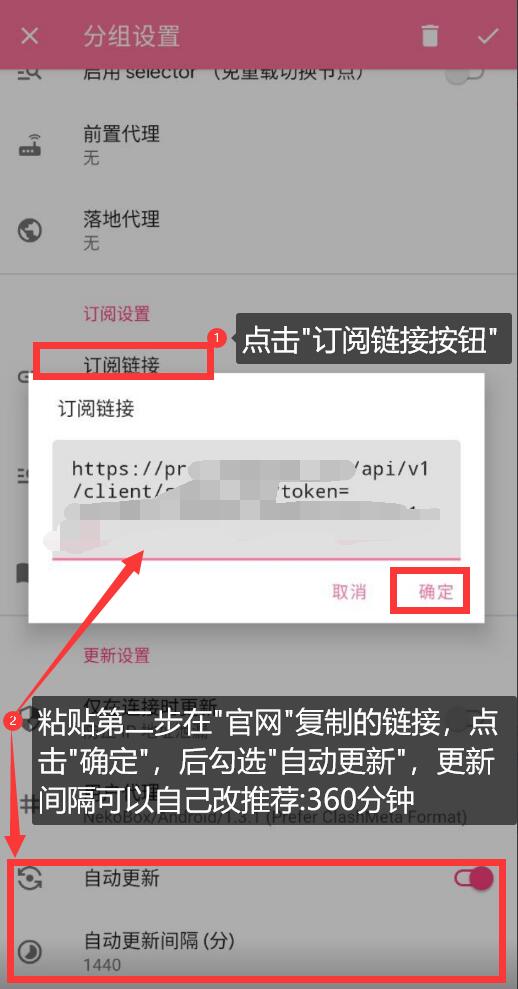 分组设置
启用 selector （免重载切换节点）
前置代理
无
落地代理
无
订阅设置
1
点击"订阅链接按钮"
订阅链接
订阅链接
https://pr
/api/v1
/client/
token=
取消
确定
更新设置
仅在连接时更新
2
粘贴第二步在"官网"复制的链接，点
击"确定"，后勾选"自动更新"，更新
间隔可以自己改推荐:360分钟
NekoBox/Android/1.3.1 (Prefer ClashMeta Format)
自动更新
自动更新间隔 (分)
1440